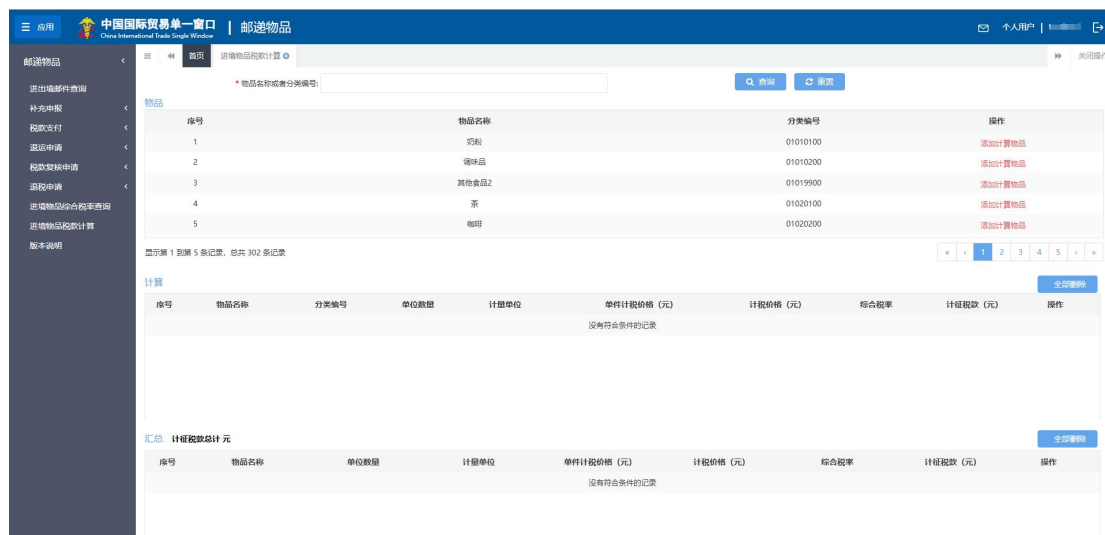 应用 中国国际贸易单一窗口 China International Trade Single Window | 邮递物品 个人用户 |
邮递物品
进出境邮件查询
补充申报
税款支付
退运申请
税款复核申请
退税申请
进境物品综合税率查询
进境物品税款计算
版本说明
首页 进境物品税款计算 关闭操作
* 物品名称或者分类编号: 查询 重置
物品
序号 物品名称 分类编号 操作
1 奶粉 01010100 添加计算物品
2 调味品 01010200 添加计算物品
3 其他食品2 01019900 添加计算物品
4 茶 01020100 添加计算物品
5 咖啡 01020200 添加计算物品
显示第 1 到第 5 条记录，总共 302 条记录 « ‹ 1 2 3 4 5 › »
计算 全部删除
序号 物品名称 分类编号 单位数量 计量单位 单件计税价格（元） 计税价格（元） 综合税率 计征税款（元） 操作
没有符合条件的记录
汇总 计征税款总计 元 全部删除
序号 物品名称 单位数量 计量单位 单件计税价格（元） 计税价格（元） 综合税率 计征税款（元） 操作
没有符合条件的记录